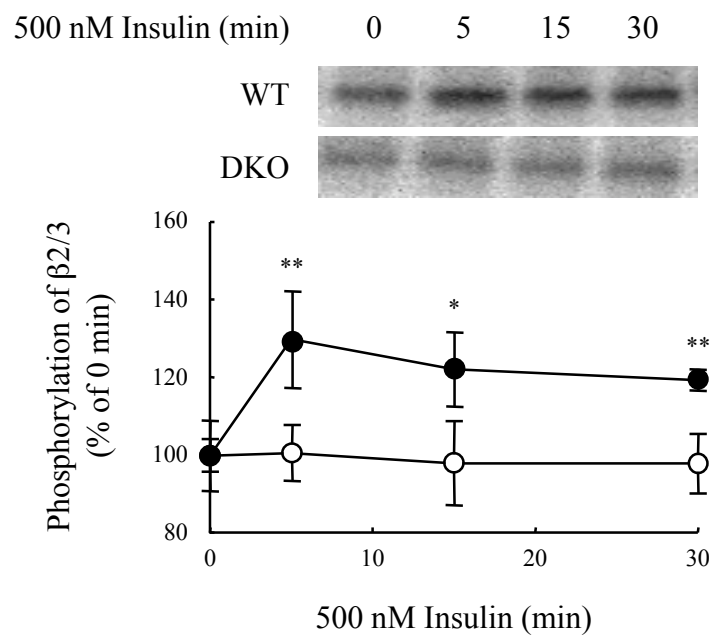 500 nM Insulin (min) 0 5 15 30
WT
DKO
Phosphorylation of β2/3
(% of 0 min)
160
140
120
100
80
**
*
**
0 10 20 30
500 nM Insulin (min)